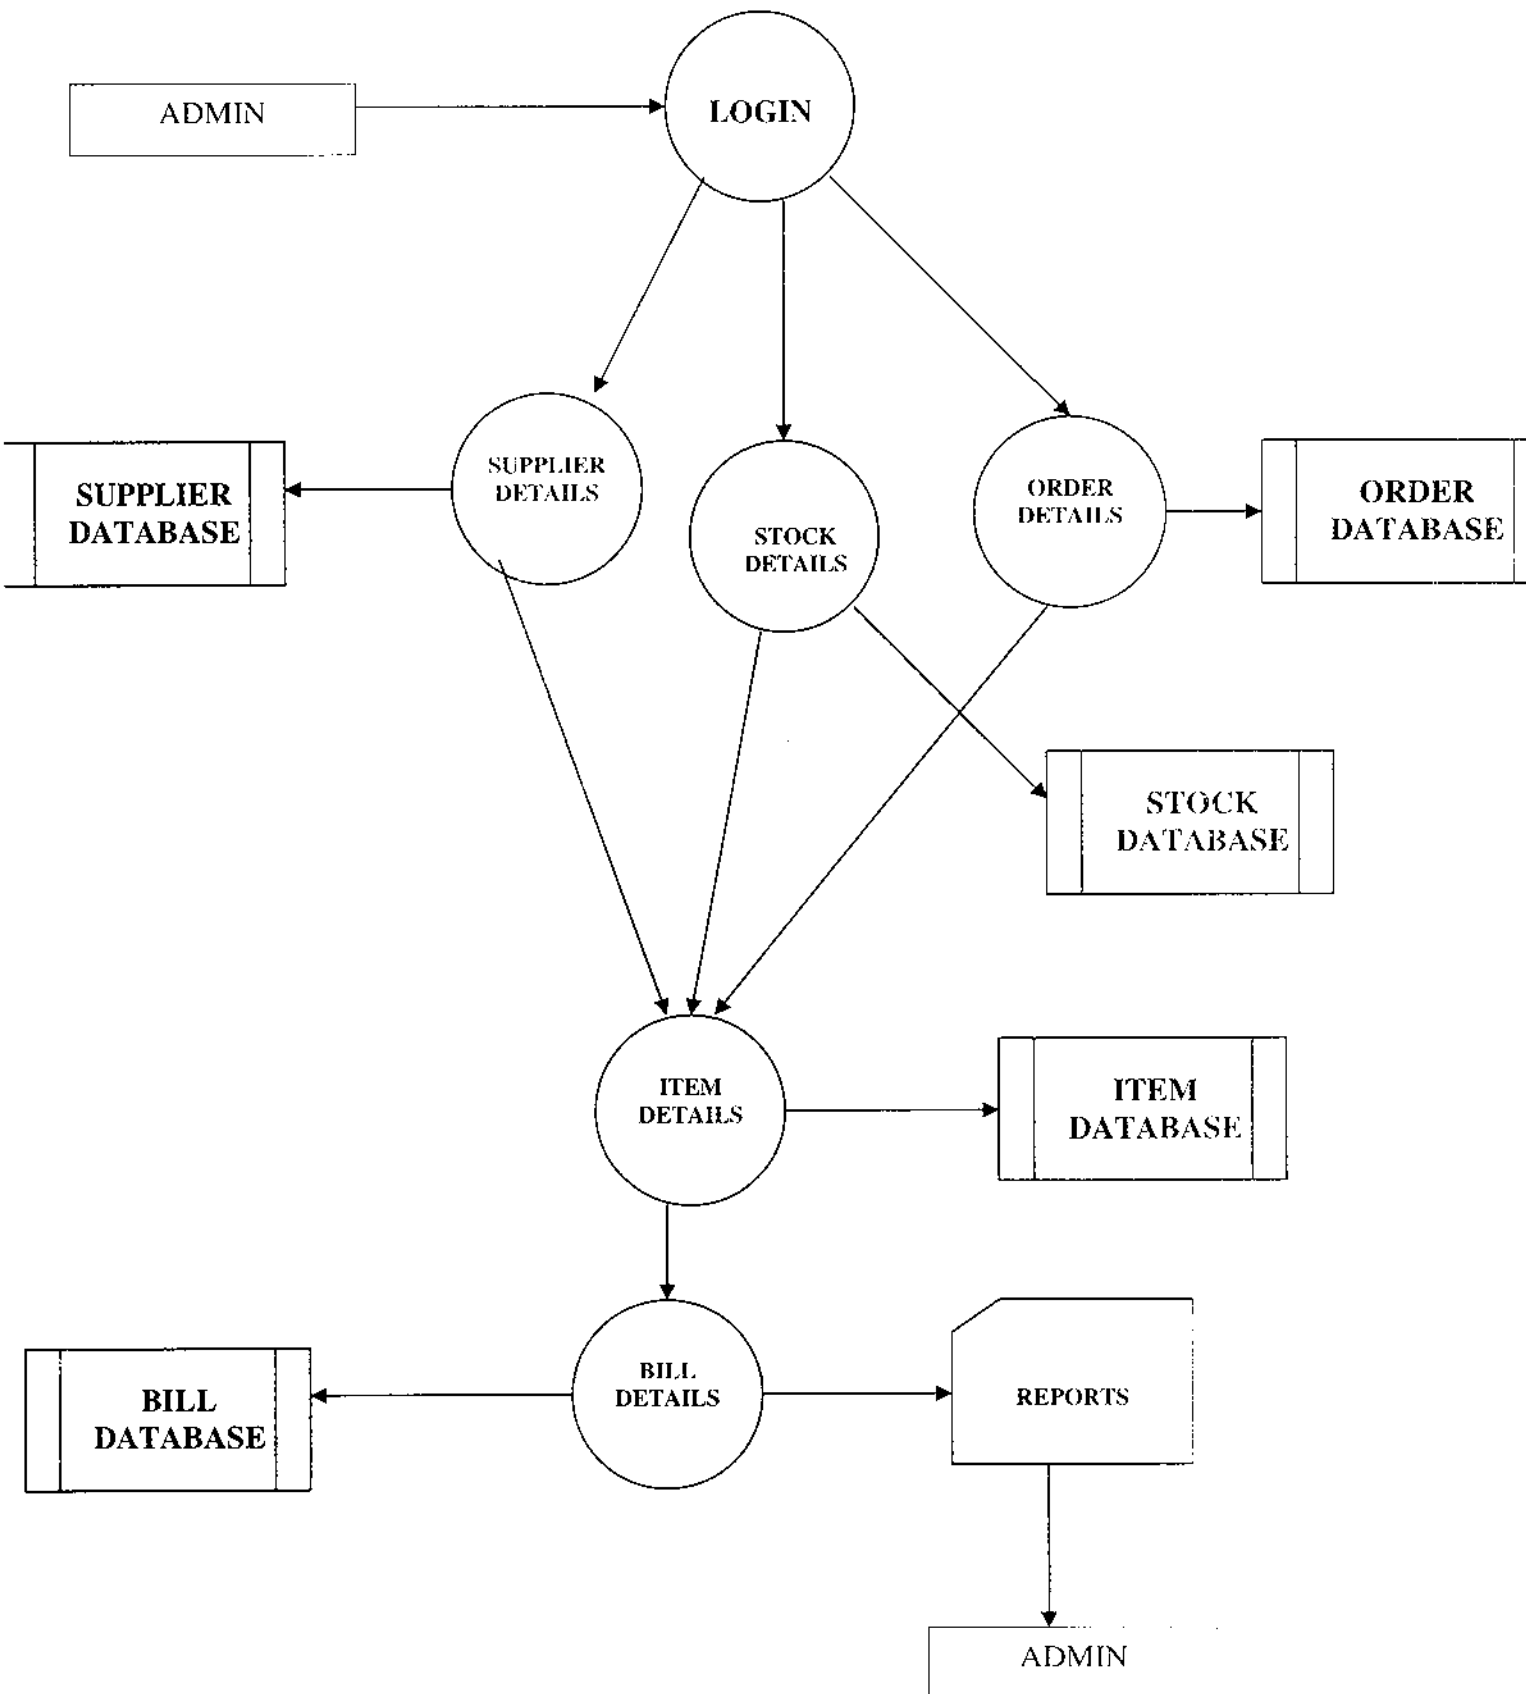 ADMIN
LOGIN
SUPPLIER
DETAILS
SUPPLIER
DATABASE
STOCK
DETAILS
ORDER
DETAILS
ORDER
DATABASE
STOCK
DATABASE
ITEM
DETAILS
ITEM
DATABASE
BILL
DETAILS
BILL
DATABASE
REPORTS
ADMIN